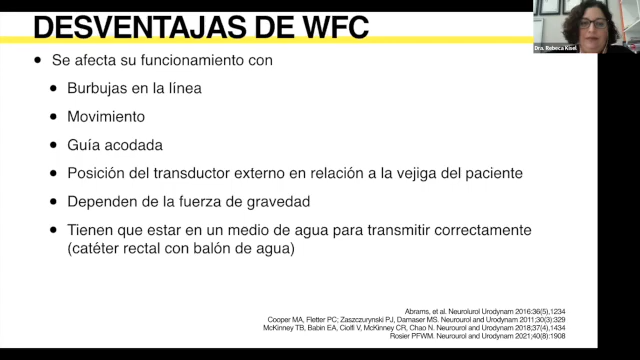 DESVENTAJAS DE WFC
Dra. Rebeca Kisel
Se afecta su funcionamiento con
Burbujas en la línea
Movimiento
Guía acodada
Posición del transductor externo en relación a la vejiga del paciente
Dependen de la fuerza de gravedad
Tienen que estar en un medio de agua para transmitir correctamente
(catéter rectal con balón de agua)
Abrams, et al. Neurolurol Urodynam 2016:36(5),1234
Cooper MA, Fletter PC; Zaszczurynski PJ, Damaser MS. Neurourol and Urodynam 2011;30(3):329
McKinney TB, Babin EA, Ciolfi V, McKinney CR, Chao N. Neurourol and Urodynam 2018;37(4),1434
Rosier PFWM. Neurourol and Urodynam 2021;40(8):1908